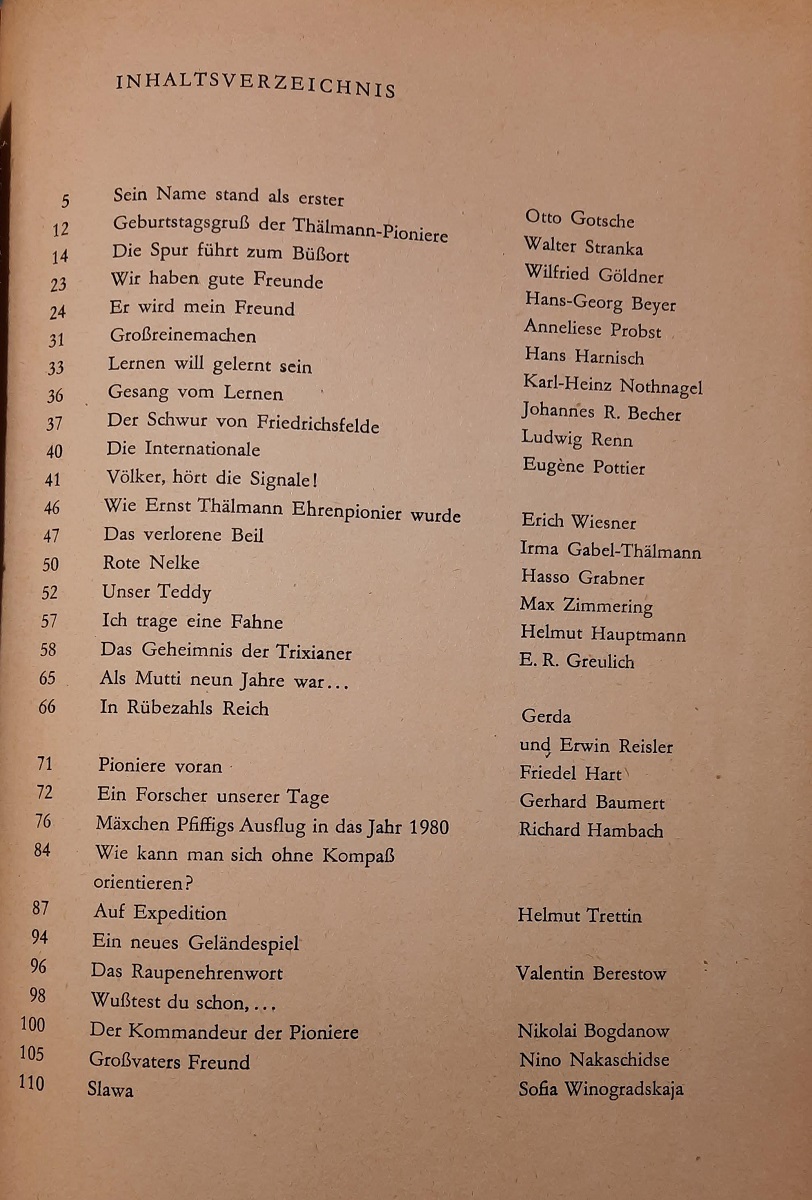 INHALTSVERZEICHNIS
5 Sein Name stand als erster Otto Gotsche
12 Geburtstagsgruß der Thälmann-Pioniere Walter Stranka
14 Die Spur führt zum Büßort Wilfried Göldner
23 Wir haben gute Freunde Hans-Georg Beyer
24 Er wird mein Freund Anneliese Probst
31 Großreinemachen Hans Harnisch
33 Lernen will gelernt sein Karl-Heinz Nothnagel
36 Gesang vom Lernen Johannes R. Becher
37 Der Schwur von Friedrichsfelde Ludwig Renn
40 Die Internationale Eugène Pottier
41 Völker, hört die Signale!
46 Wie Ernst Thälmann Ehrenpionier wurde Erich Wiesner
47 Das verlorene Beil Irma Gabel-Thälmann
50 Rote Nelke Hasso Grabner
52 Unser Teddy Max Zimmering
57 Ich trage eine Fahne Helmut Hauptmann
58 Das Geheimnis der Trixianer E. R. Greulich
65 Als Mutti neun Jahre war...
66 In Rübezahls Reich Gerda
und Erwin Reisler
71 Pioniere voran Friedel Hart
72 Ein Forscher unserer Tage Gerhard Baumert
76 Mäxchen Pfiffigs Ausflug in das Jahr 1980 Richard Hambach
84 Wie kann man sich ohne Kompaß
orientieren?
87 Auf Expedition Helmut Trettin
94 Ein neues Geländespiel
96 Das Raupenehrenwort Valentin Berestow
98 Wußtest du schon,...
100 Der Kommandeur der Pioniere Nikolai Bogdanow
105 Großvaters Freund Nino Nakaschidse
110 Slawa Sofia Winogradskaja